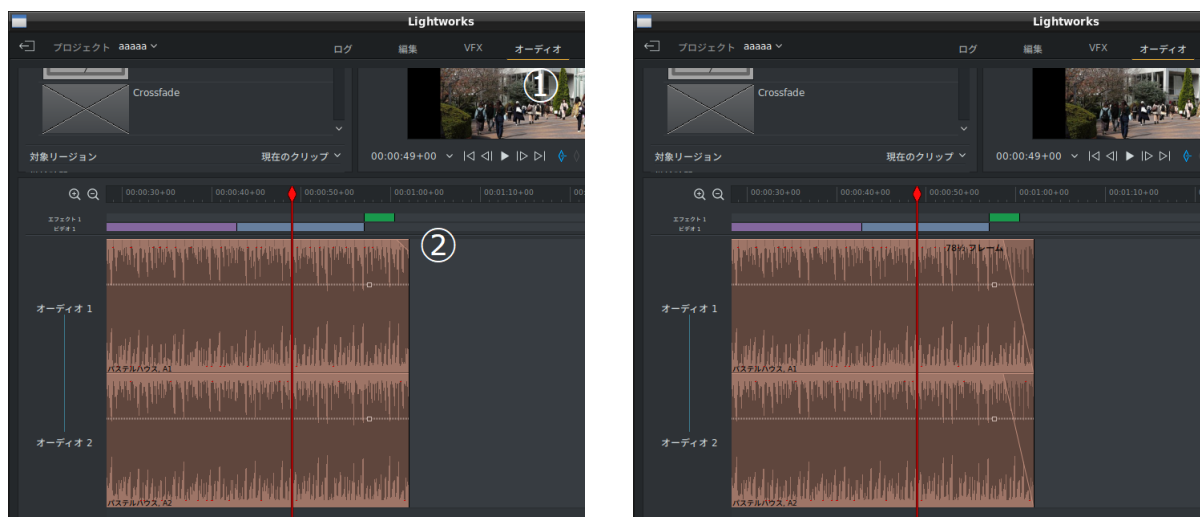 Lightworks
プロジェクト aaaaa
ログ 編集 VFX オーディオ
①
Crossfade
対象リージョン 現在のクリップ
00:00:49+00
00:00:30+00 00:00:40+00 00:00:50+00 00:01:00+00 00:01:10+00
エフェクト 1
ビデオ 1
②
オーディオ 1
パステルハウス, A1
オーディオ 2
パステルハウス, A2
Lightworks
プロジェクト aaaaa
ログ 編集 VFX オーディオ
Crossfade
対象リージョン 現在のクリップ
00:00:49+00
00:00:30+00 00:00:40+00 00:00:50+00 00:01:00+00 00:01:10+00
エフェクト 1
ビデオ 1
オーディオ 1
パステルハウス, A1
オーディオ 2
パステルハウス, A2